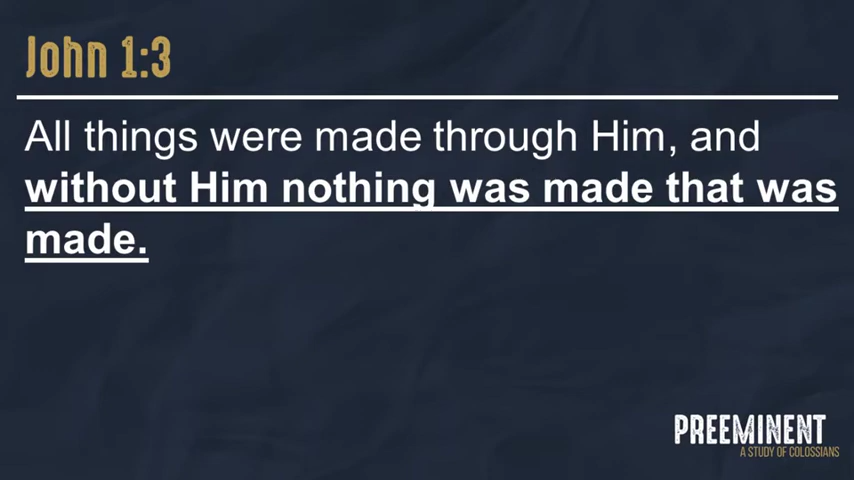 John 1:3
All things were made through Him, and
without Him nothing was made that was
made.
PREEMINENT
A STUDY OF COLOSSIANS